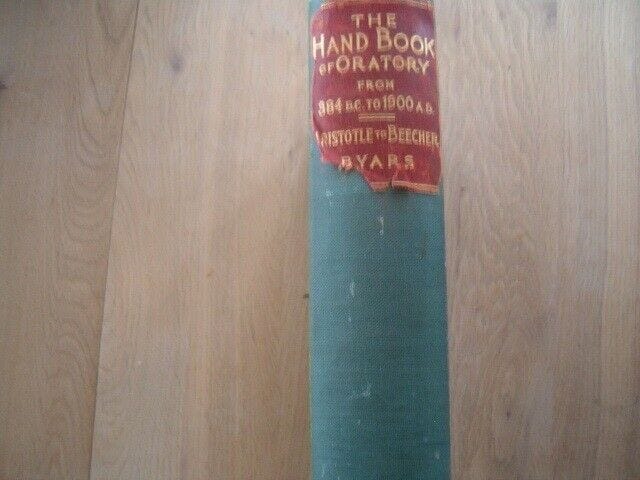 THE
HAND BOOK
OF ORATORY
FROM
384 B.C. TO 1900 A.D.
ARISTOTLE TO BEECHER
BYARS